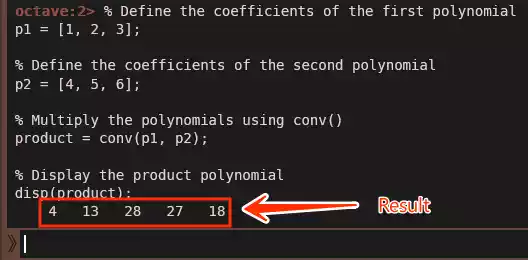 octave:2> % Define the coefficients of the first polynomial
p1 = [1, 2, 3];
% Define the coefficients of the second polynomial
p2 = [4, 5, 6];
% Multiply the polynomials using conv()
product = conv(p1, p2);
% Display the product polynomial
disp(product);
4 13 28 27 18
Result